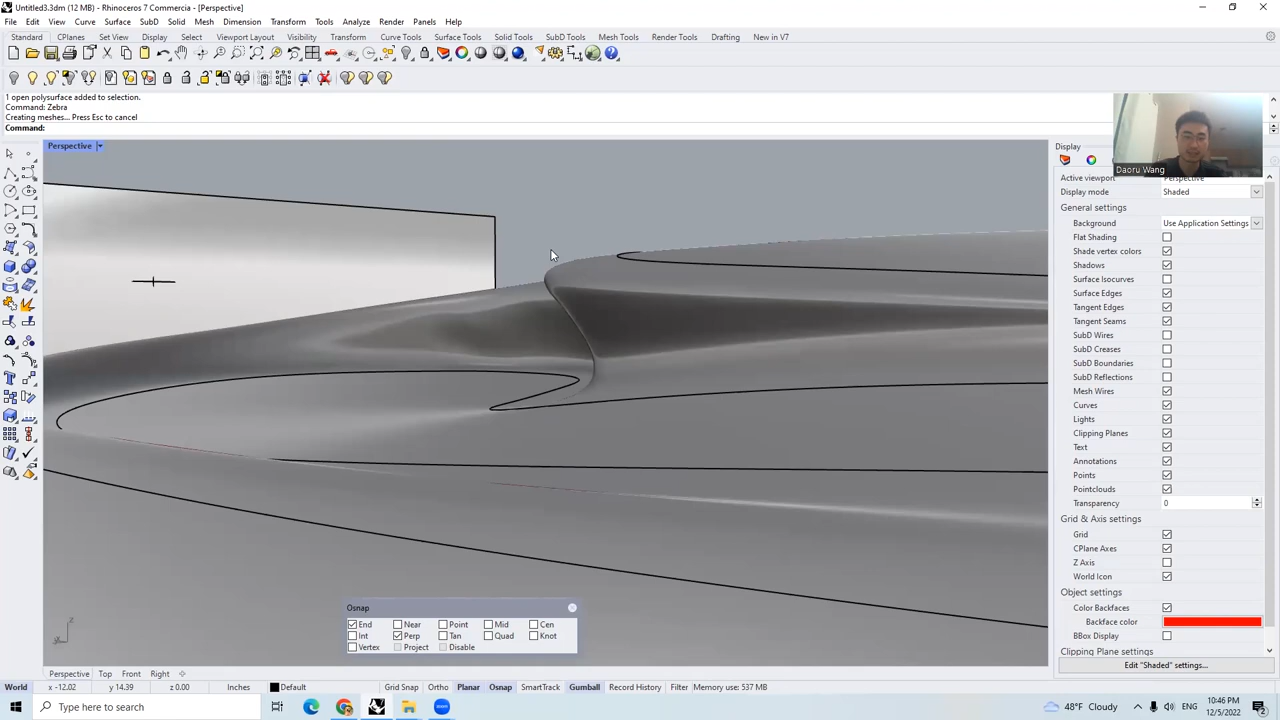 Untitled3.3dm (12 MB) - Rhinoceros 7 Commercia - [Perspective]
File Edit View Curve Surface SubD Solid Mesh Dimension Transform Tools Analyze Render Panels Help
Standard CPlanes Set View Display Select Viewport Layout Visibility Transform Curve Tools Surface Tools Solid Tools SubD Tools Mesh Tools Render Tools Drafting New in V7
1 open polysurface added to selection.
Command: Zebra
Creating meshes... Press Esc to cancel
Command:
Perspective
Daoru Wang
Display
Active viewport Perspective
Display mode Shaded
General settings
Background Use Application Settings
Flat Shading
Shade vertex colors
Shadows
Surface Isocurves
Surface Edges
Tangent Edges
Tangent Seams
SubD Wires
SubD Creases
SubD Boundaries
SubD Reflections
Mesh Wires
Curves
Lights
Clipping Planes
Text
Annotations
Points
Pointclouds
Transparency 0
Grid & Axis settings
Grid
CPlane Axes
Z Axis
World Icon
Object settings
Color Backfaces
Backface color
BBox Display
Clipping Plane settings
Edit "Shaded" settings...
Osnap
End Near Point Mid Cen
Int Perp Tan Quad Knot
Vertex Project Disable
z
Perspective Top Front Right
World x -12.02 y 14.39 z 0.00 Inches Default Grid Snap Ortho Planar Osnap SmartTrack Gumball Record History Filter Memory use: 537 MB
Type here to search
48°F Cloudy
ENG
10:46 PM
12/5/2022
2